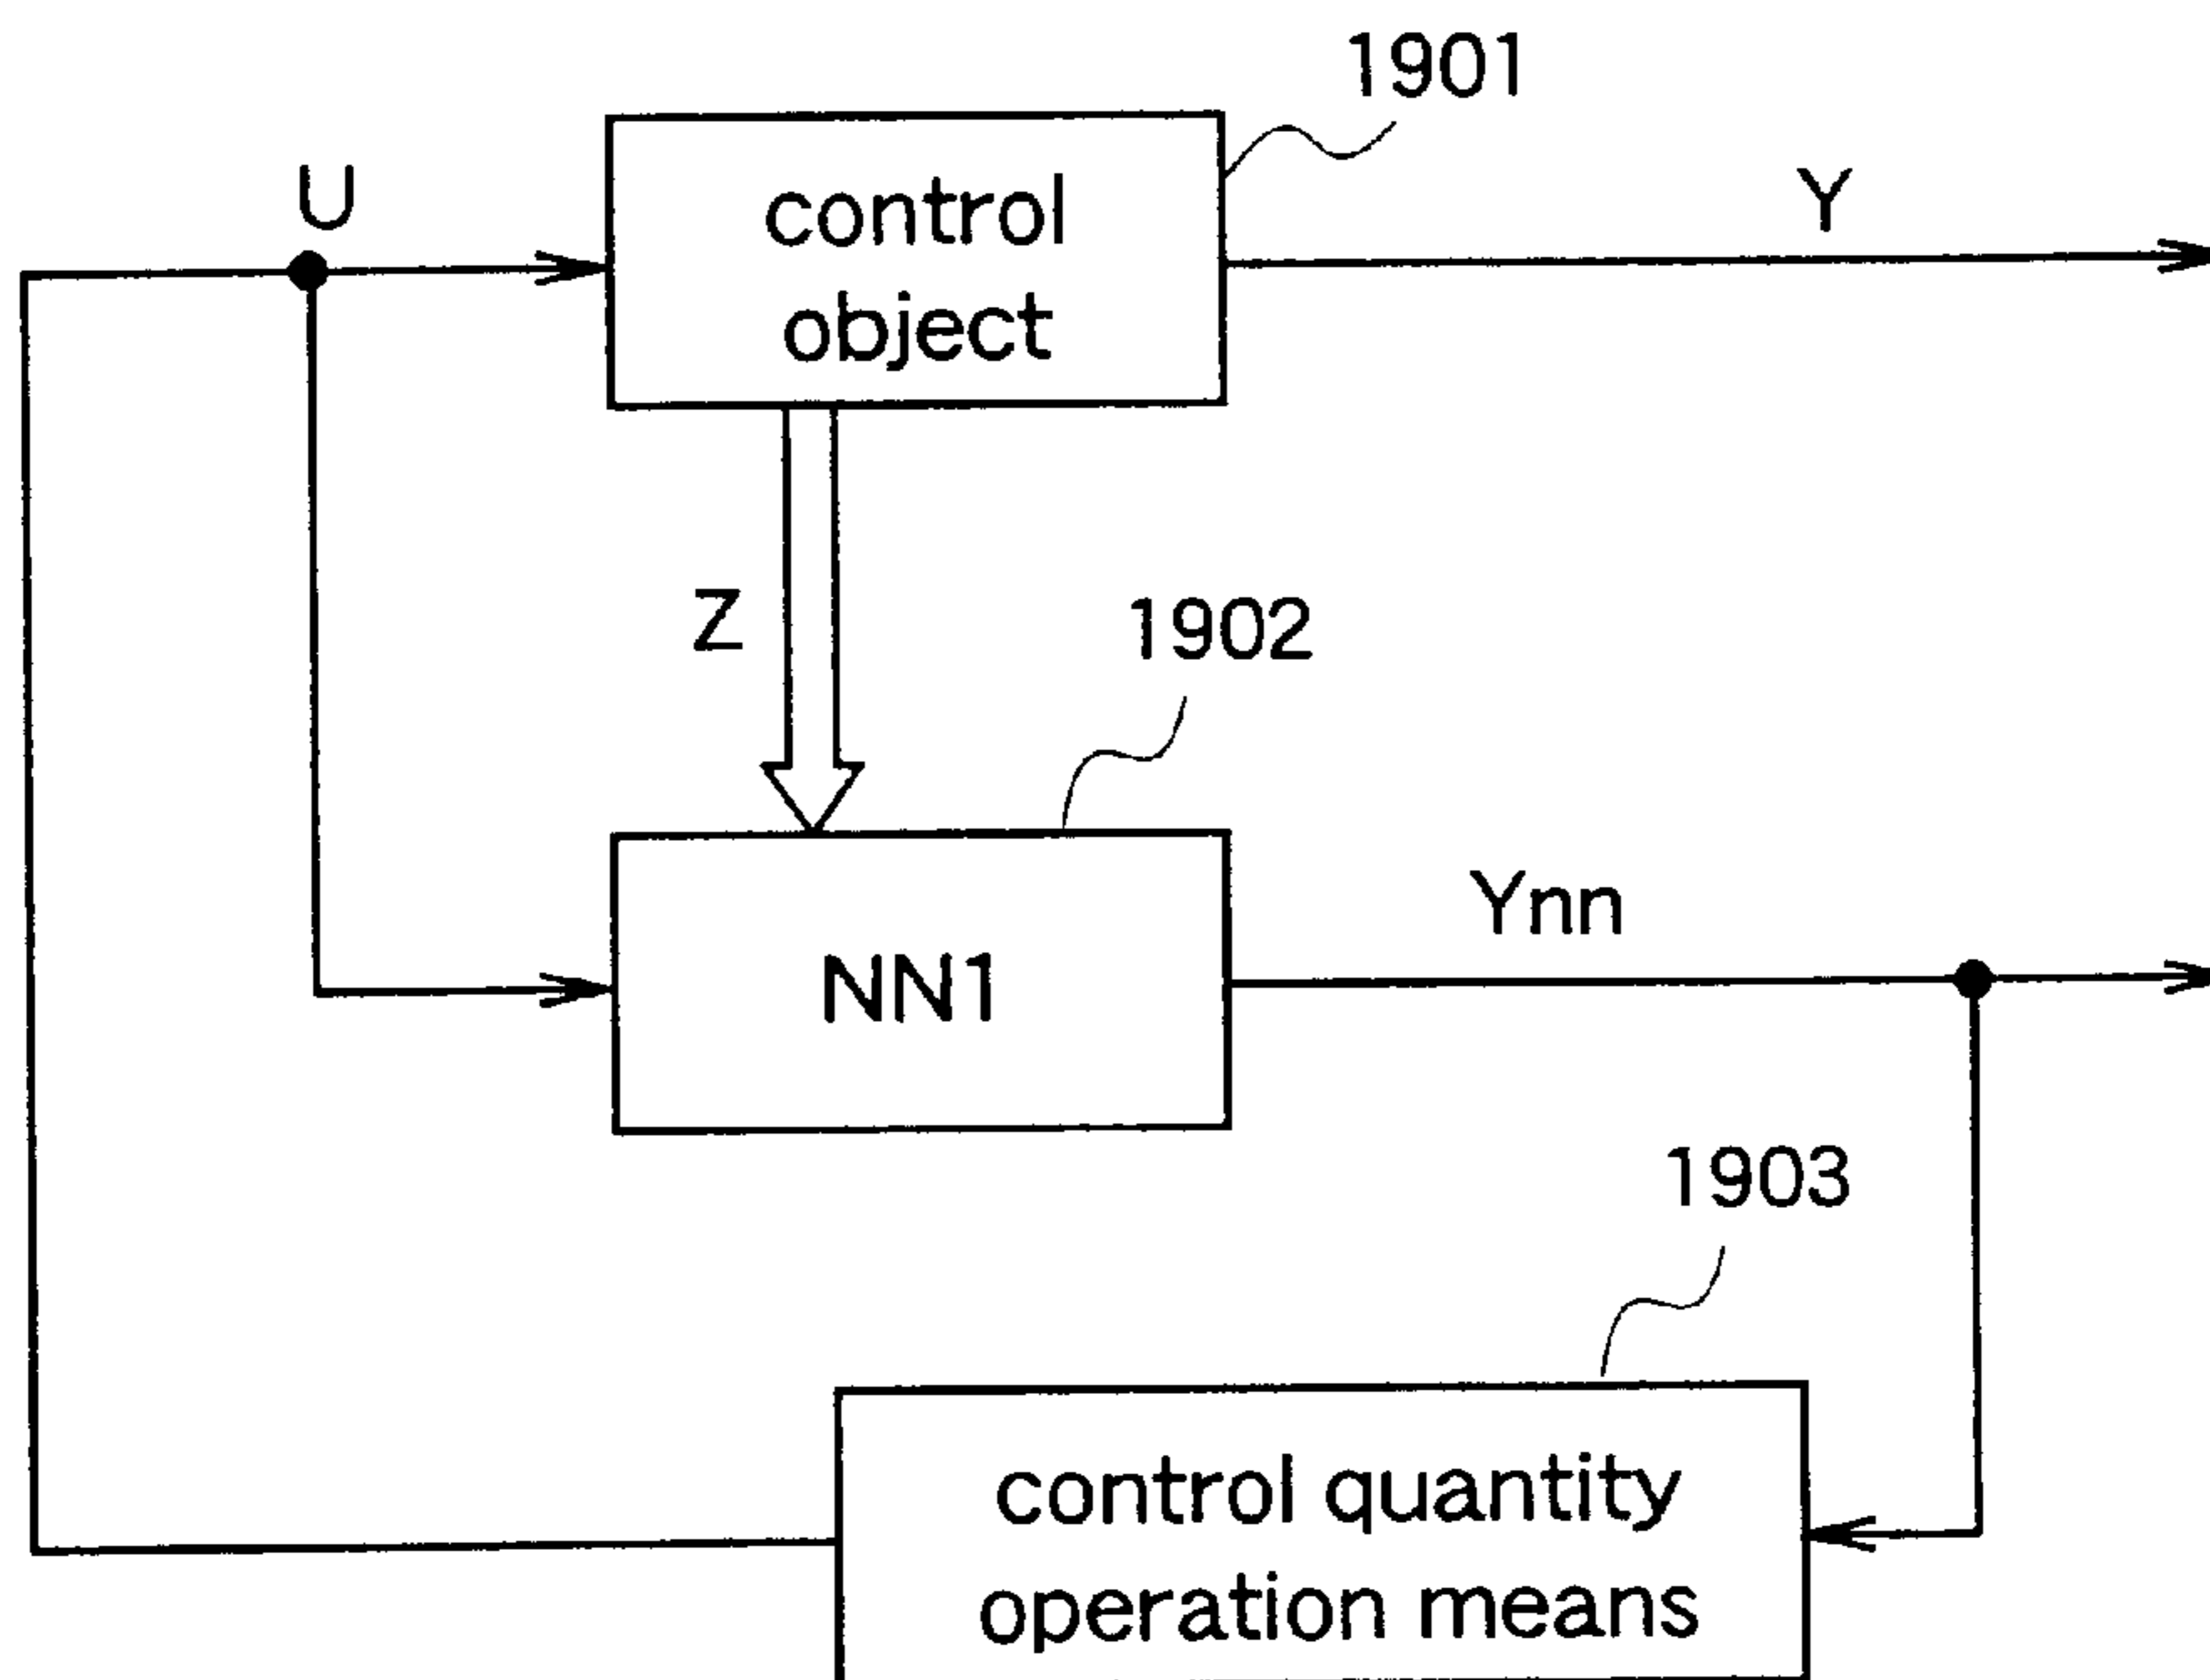 1901
U
control
object
Y
Z
1902
Ynn
NN1
1903
control quantity
operation means